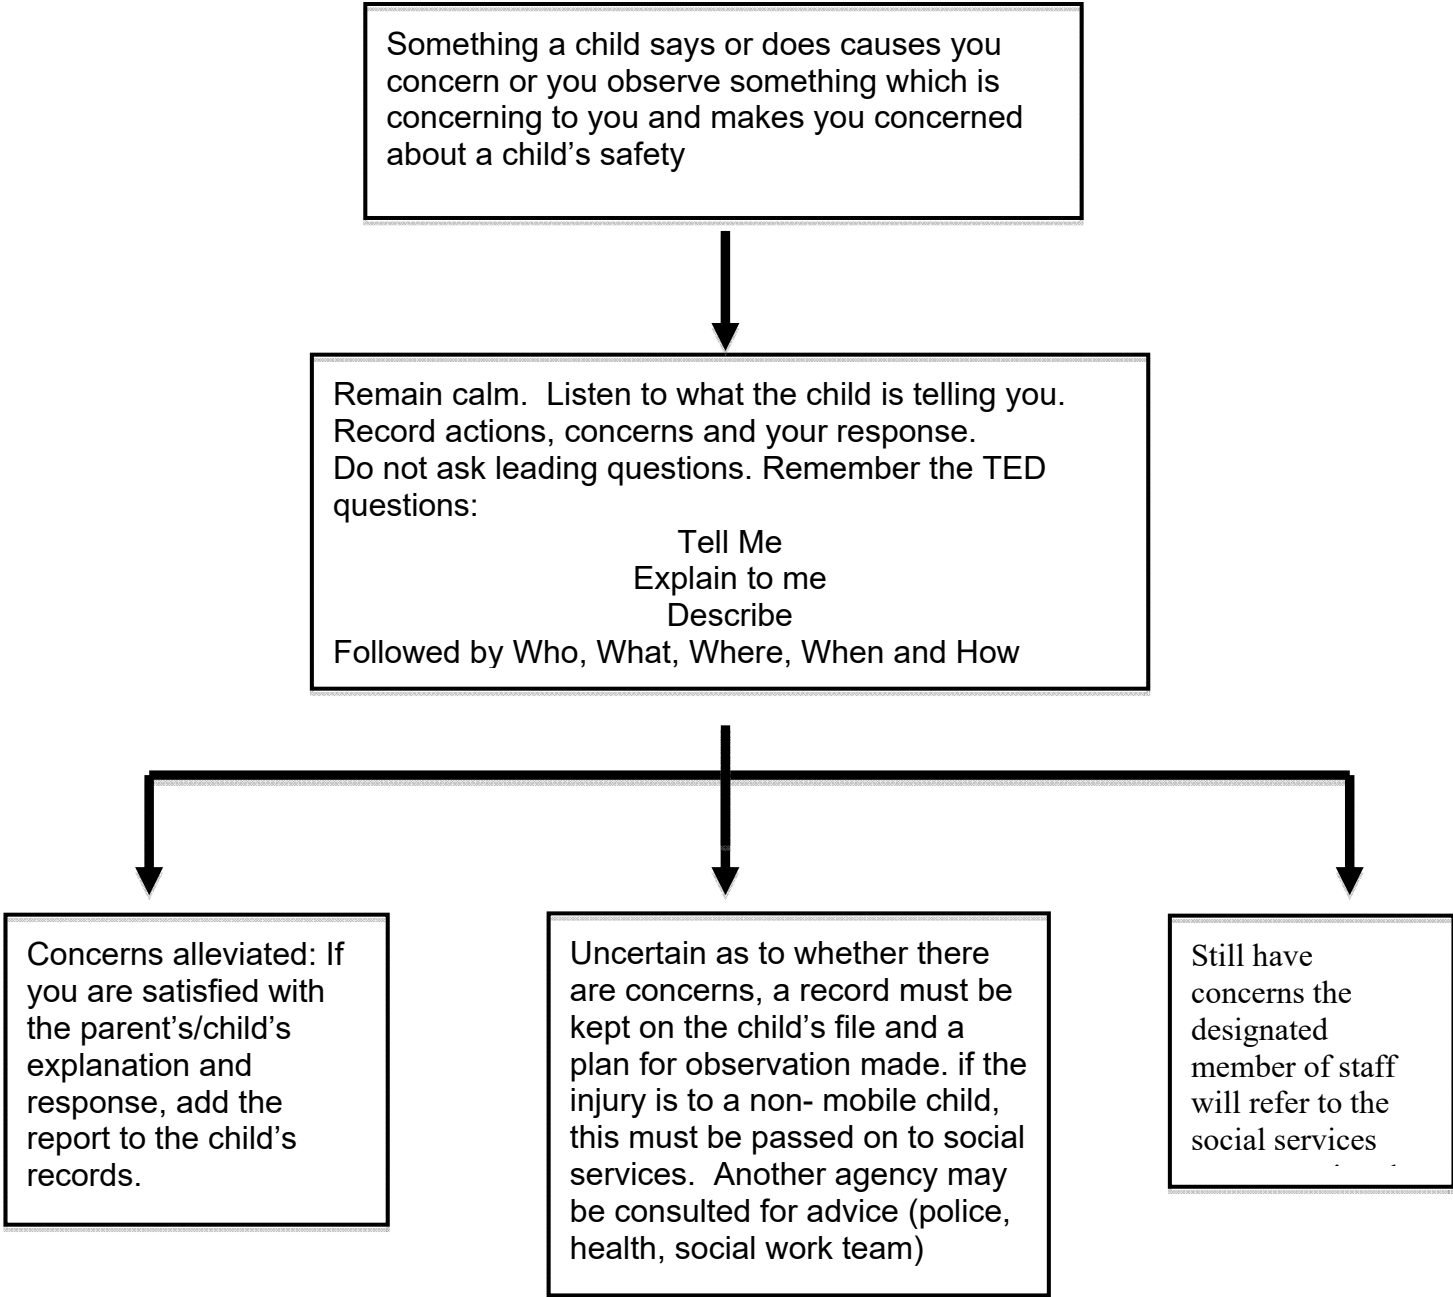 Something a child says or does causes you
concern or you observe something which is
concerning to you and makes you concerned
about a child’s safety
Remain calm.  Listen to what the child is telling you.
Record actions, concerns and your response.
Do not ask leading questions. Remember the TED
questions:
Tell Me
Explain to me
Describe
Followed by Who, What, Where, When and How
Concerns alleviated: If
you are satisfied with
the parent’s/child’s
explanation and
response, add the
report to the child’s
records.
Uncertain as to whether there
are concerns, a record must be
kept on the child’s file and a
plan for observation made. if the
injury is to a non- mobile child,
this must be passed on to social
services.  Another agency may
be consulted for advice (police,
health, social work team)
Still have
concerns the
designated
member of staff
will refer to the
social services